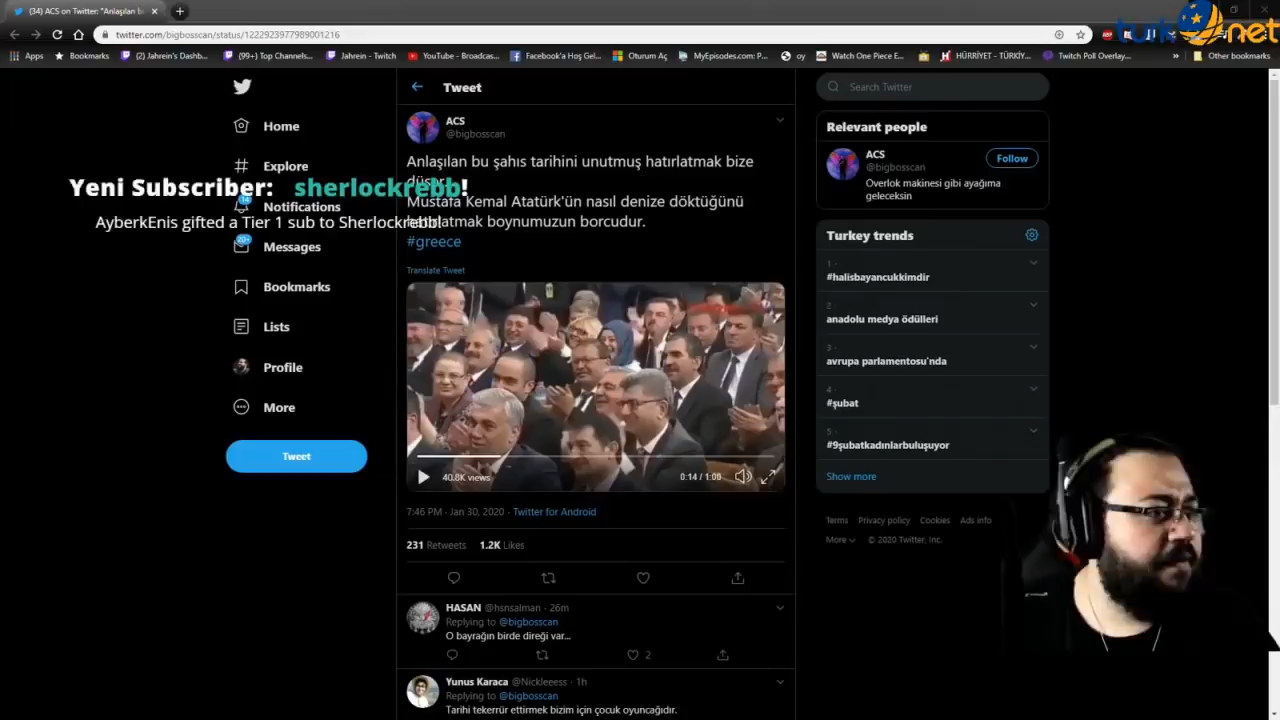 (34) ACS on Twitter: "Anlaşılan b
twitter.com/bigbosscan/status/1222923977989001216
turk net
Apps
Bookmarks
(2) Jahrein's Dashb...
(99+) Top Channels...
Jahrein - Twitch
YouTube - Broadcas...
Facebook'a Hoş Gel...
Oturum Aç
MyEpisodes.com: P...
oy
Watch One Piece E...
HÜRRİYET - TÜRKİY...
Twitch Poll Overlay...
Other bookmarks
Home
Explore
Notifications
14
Messages
20+
Bookmarks
Lists
Profile
More
Tweet
Yeni Subscriber: sherlockrebb!
AyberkEnis gifted a Tier 1 sub to Sherlockrebb!
Tweet
ACS
@bigbosscan
Anlaşılan bu şahıs tarihini unutmuş hatırlatmak bize
düşer
Mustafa Kemal Atatürk'ün nasıl denize döktüğünü
hatırlatmak boynumuzun borcudur.
#greece
Translate Tweet
40.8K views
0:14 / 1:00
7:46 PM · Jan 30, 2020 · Twitter for Android
231 Retweets 1.2K Likes
HASAN @hsnsalman · 26m
Replying to @bigbosscan
O bayrağın birde direği var...
2
Yunus Karaca @Nickleeess · 1h
Replying to @bigbosscan
Tarihi tekerrür ettirmek bizim için çocuk oyuncağıdır.
Search Twitter
Relevant people
ACS
@bigbosscan
Follow
Overlok makinesi gibi ayağıma
geleceksin
Turkey trends
1 ·
#halisbayancukkimdir
2 ·
anadolu medya ödülleri
3 ·
avrupa parlamentosu'nda
4 ·
#şubat
5 ·
#9şubatkadınlarbuluşuyor
Show more
Terms Privacy policy Cookies Ads info
More © 2020 Twitter, Inc.